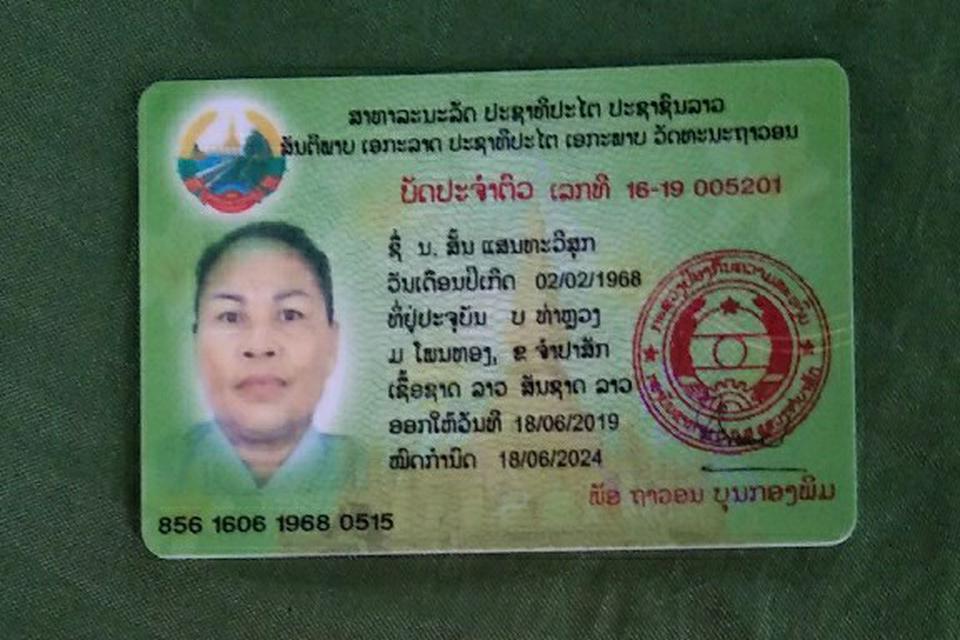 ສາທາລະນະລັດ ປະຊາທິປະໄຕ ປະຊາຊົນລາວ
ສັນຕິພາບ ເອກະລາດ ປະຊາທິປະໄຕ ເອກະພາບ ວັດທະນະຖາວອນ
ບັດປະຈຳຕົວ ເລກທີ 16-19 005201
ຊື່ ນ. ສັ້ນ ແສນທະວີສຸກ
ວັນເດືອນປີເກີດ 02/02/1968
ທີ່ຢູ່ປະຈຸບັນ ບ ທ່າຫຼວງ
ມ ໂພນທອງ, ຂ ຈຳປາສັກ
ເຊື້ອຊາດ ລາວ ສັນຊາດ ລາວ
ອອກໃຫ້ວັນທີ 18/06/2019
ໝົດກຳນົດ 18/06/2024
ພັອ ຖາວອນ ບຸນກອງພິມ
856 1606 1968 0515